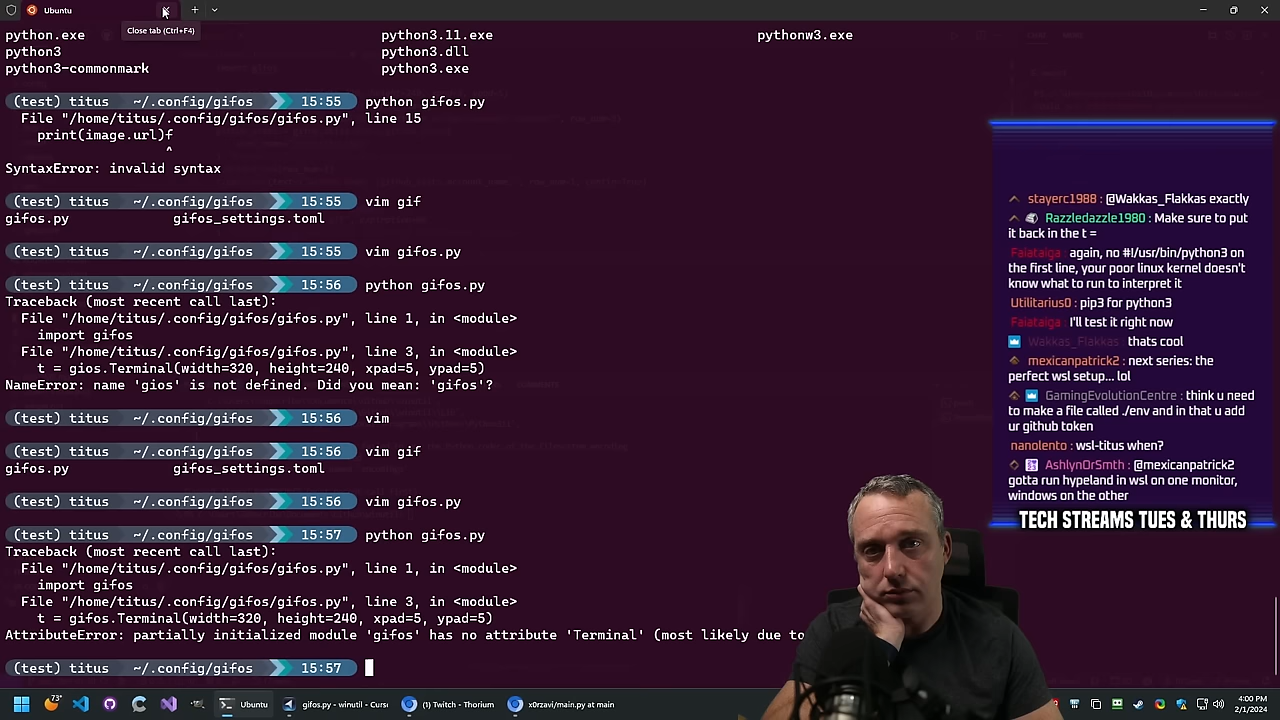 Ubuntu
Close tab (Ctrl+F4)
python.exe python3.11.exe pythonw3.exe
python3 python3.dll
python3-commonmark python3.exe
(test) titus ~/.config/gifos 15:55 python gifos.py
File "/home/titus/.config/gifos/gifos.py", line 15
print(image.url)f
^
SyntaxError: invalid syntax
(test) titus ~/.config/gifos 15:55 vim gif
gifos.py gifos_settings.toml
(test) titus ~/.config/gifos 15:55 vim gifos.py
(test) titus ~/.config/gifos 15:56 python gifos.py
Traceback (most recent call last):
File "/home/titus/.config/gifos/gifos.py", line 1, in <module>
import gifos
File "/home/titus/.config/gifos/gifos.py", line 3, in <module>
t = gios.Terminal(width=320, height=240, xpad=5, ypad=5)
NameError: name 'gios' is not defined. Did you mean: 'gifos'?
(test) titus ~/.config/gifos 15:56 vim
(test) titus ~/.config/gifos 15:56 vim gif
gifos.py gifos_settings.toml
(test) titus ~/.config/gifos 15:56 vim gifos.py
(test) titus ~/.config/gifos 15:57 python gifos.py
Traceback (most recent call last):
File "/home/titus/.config/gifos/gifos.py", line 1, in <module>
import gifos
File "/home/titus/.config/gifos/gifos.py", line 3, in <module>
t = gifos.Terminal(width=320, height=240, xpad=5, ypad=5)
AttributeError: partially initialized module 'gifos' has no attribute 'Terminal' (most likely due to
(test) titus ~/.config/gifos 15:57
stayerc1988 : @Wakkas_Flakkas exactly
Razzledazzle1980 : Make sure to put
it back in the t =
Faiataiga : again, no #!/usr/bin/python3 on
the first line, your poor linux kernel doesn't
know what to run to interpret it
Utilitarius0 : pip3 for python3
Faiataiga : I'll test it right now
Wakkas_Flakkas : thats cool
mexicanpatrick2 : next series: the
perfect wsl setup... lol
GamingEvolutionCentre : think u need
to make a file called ./env and in that u add
ur github token
nanolento : wsl-titus when?
AshlynOrSmth : @mexicanpatrick2
gotta run hypeland in wsl on one monitor,
windows on the other
TECH STREAMS TUES & THURS
73°
Ubuntu
gifos.py - winutil - Curs
(1) Twitch - Thorium
x0rzavi/main.py at main
4:00 PM
2/1/2024